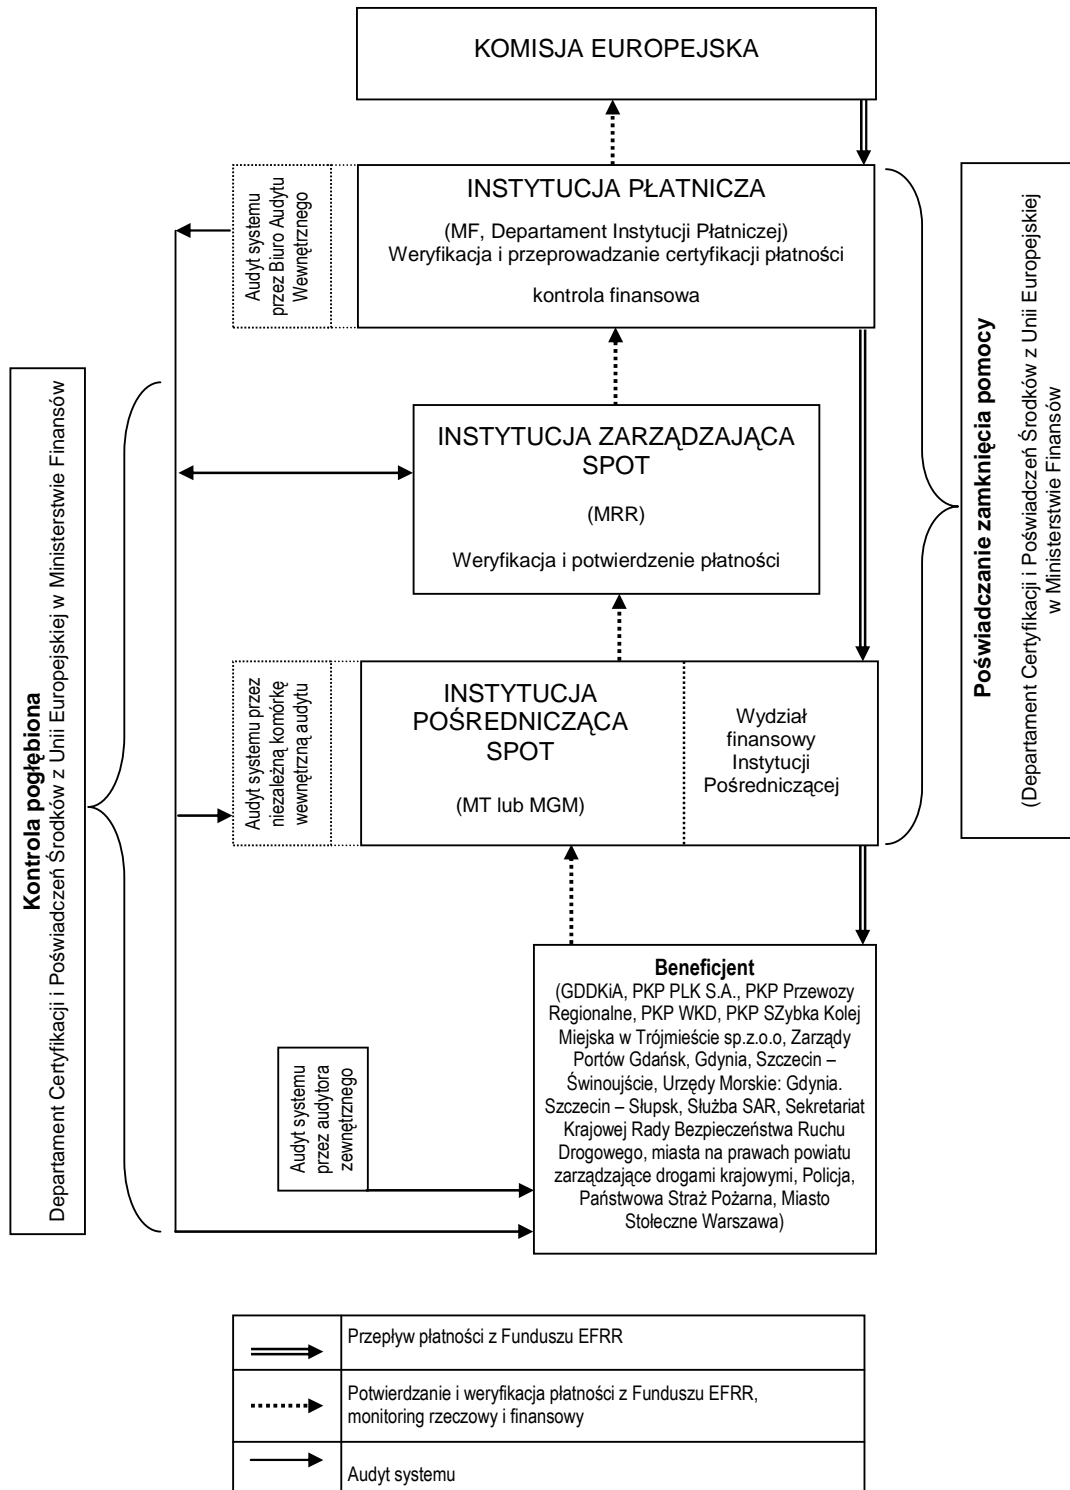 KOMISJA EUROPEJSKA
Audyt systemu
przez Biuro Audytu
Wewnętrznego
INSTYTUCJA PŁATNICZA
(MF, Departament Instytucji Płatniczej)
Weryfikacja i przeprowadzanie certyfikacji płatności
kontrola finansowa
INSTYTUCJA ZARZĄDZAJĄCA
SPOT
(MRR)
Weryfikacja i potwierdzenie płatności
Kontrola pogłębiona
Departament Certyfikacji i Poświadczeń Środków z Unii Europejskiej w Ministerstwie Finansów
Poświadczanie zamknięcia pomocy
(Departament Certyfikacji i Poświadczeń Środków z Unii Europejskiej
w Ministerstwie Finansów
Audyt systemu przez
niezależną komórkę
wewnętrzną audytu
INSTYTUCJA
POŚREDNICZĄCA
SPOT
(MT lub MGM)
Wydział
finansowy
Instytucji
Pośredniczącej
Audyt systemu
przez audytora
zewnętrznego
Beneficjent
(GDDKiA, PKP PLK S.A., PKP Przewozy
Regionalne, PKP WKD, PKP SZybka Kolej
Miejska w Trójmieście sp.z.o.o, Zarządy
Portów Gdańsk, Gdynia, Szczecin –
Świnoujście, Urzędy Morskie: Gdynia.
Szczecin – Słupsk, Służba SAR, Sekretariat
Krajowej Rady Bezpieczeństwa Ruchu
Drogowego, miasta na prawach powiatu
zarządzające drogami krajowymi, Policja,
Państwowa Straż Pożarna, Miasto
Stołeczne Warszawa)
Przepływ płatności z Funduszu EFRR
Potwierdzanie i weryfikacja płatności z Funduszu EFRR,
monitoring rzeczowy i finansowy
Audyt systemu